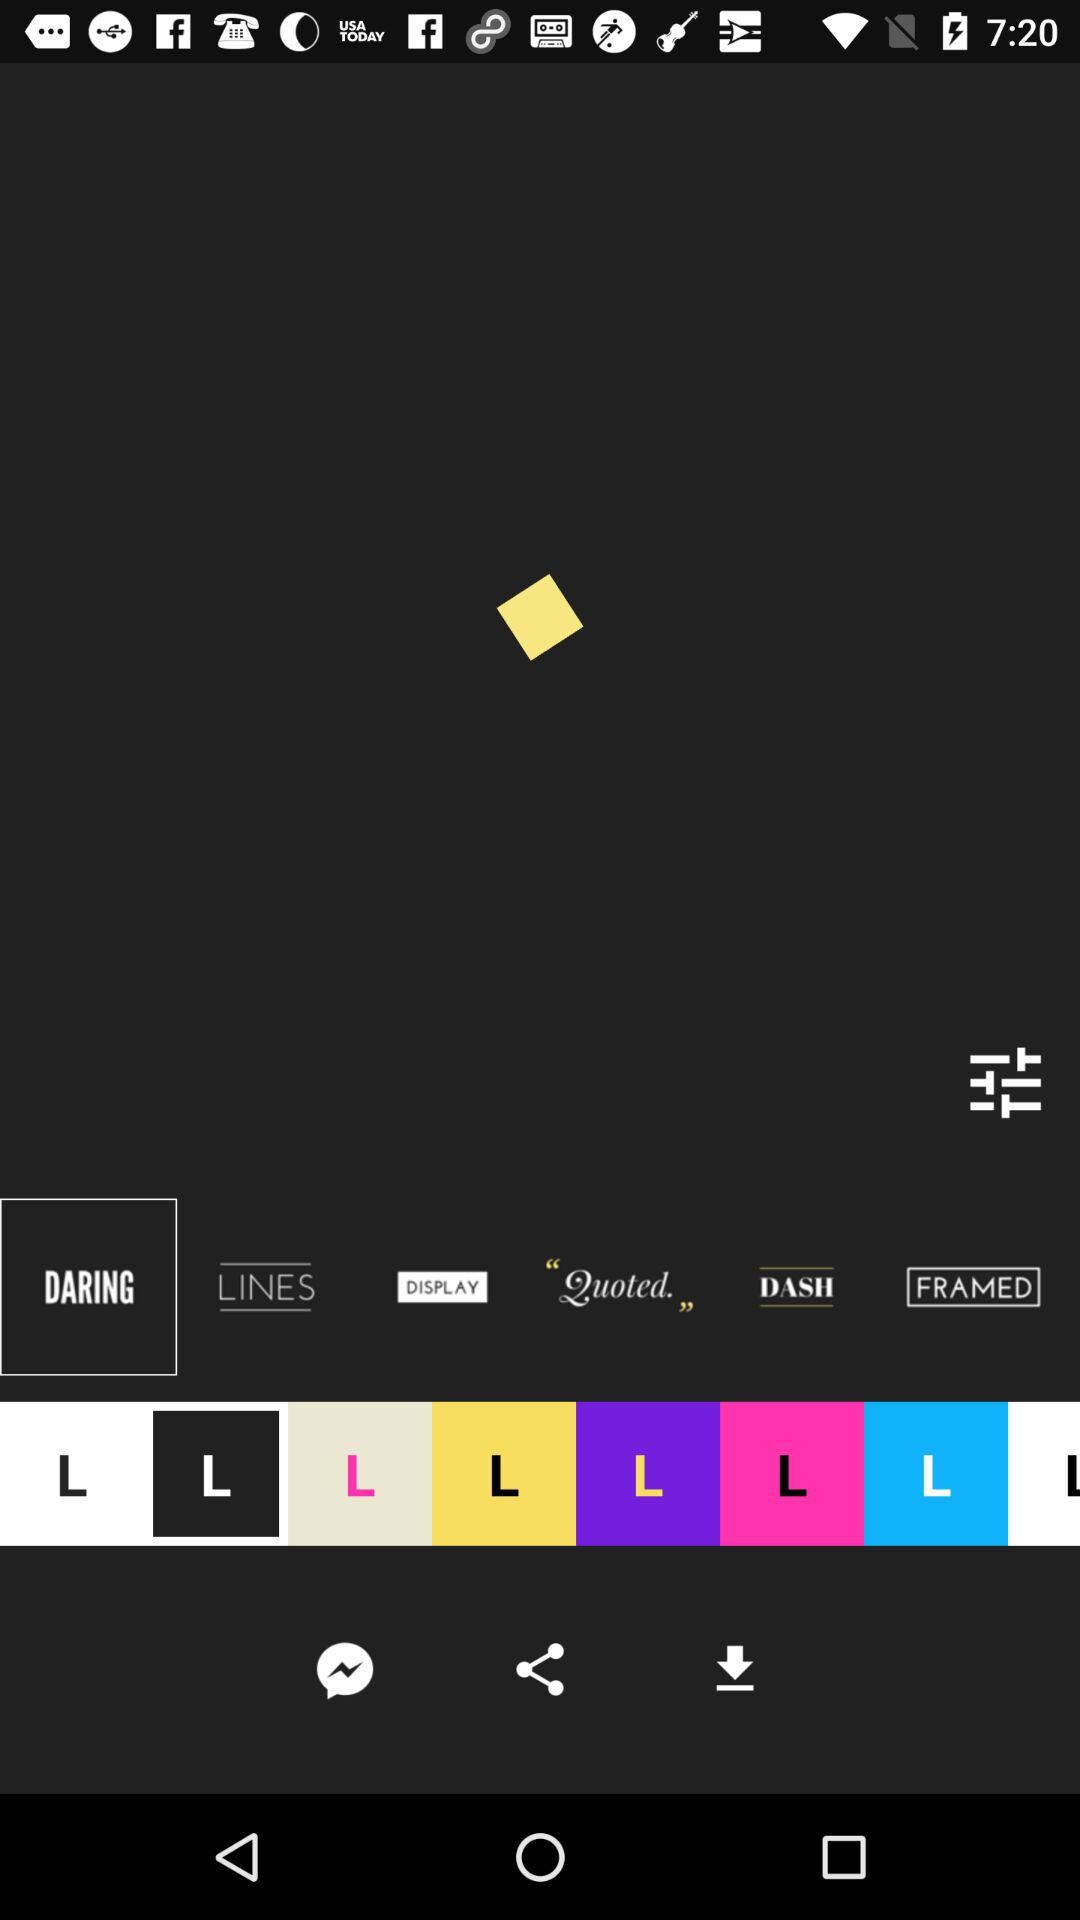 USA TODAY 7:20
DARING LINES DISPLAY “Quoted.” DASH FRAMED
L L L L L L L L